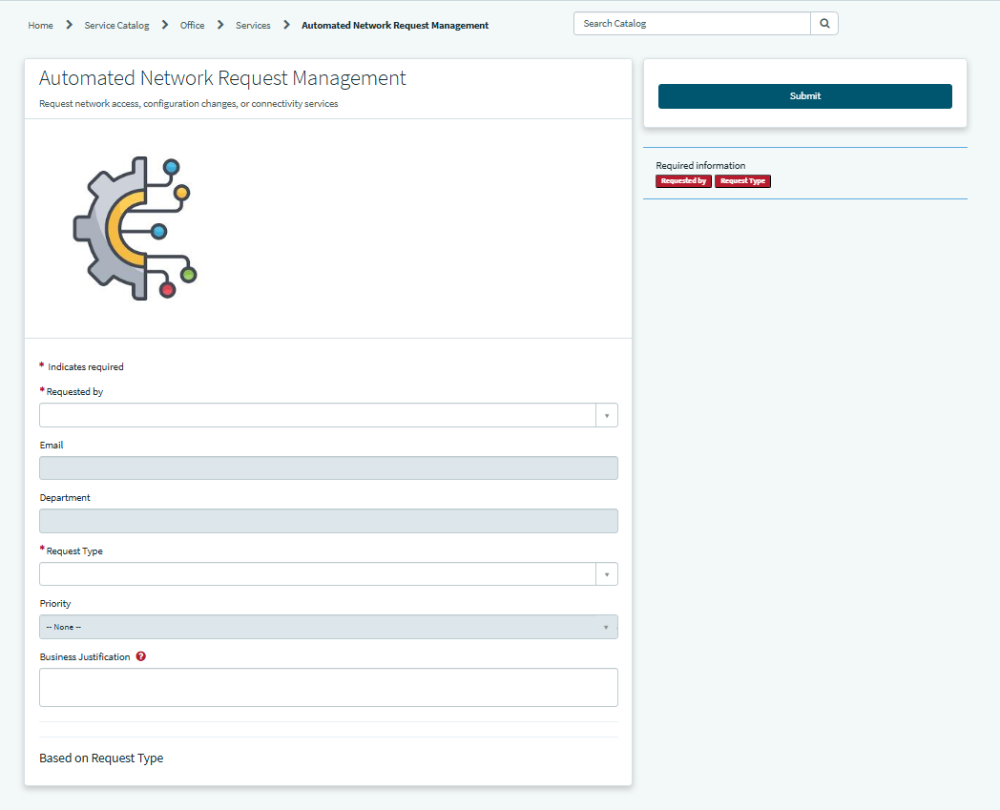 Home > Service Catalog > Office > Services > Automated Network Request Management
Search Catalog
Automated Network Request Management
Request network access, configuration changes, or connectivity services
Submit
Required information
Requested by Request Type
* Indicates required
* Requested by
Email
Department
* Request Type
Priority
-- None --
Business Justification ?
Based on Request Type